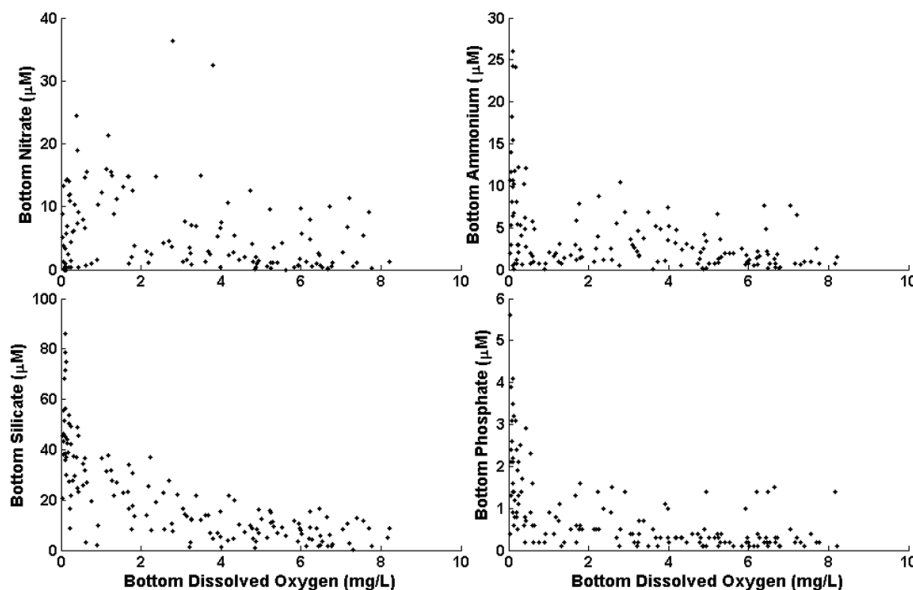 40
30
20
10
0
Bottom Nitrate (μM)
0 2 4 6 8 10
30
25
20
15
10
5
0
Bottom Ammonium (μM)
0 2 4 6 8 10
100
80
60
40
20
0
Bottom Silicate (μM)
0 2 4 6 8 10
Bottom Dissolved Oxygen (mg/L)
6
5
4
3
2
1
0
Bottom Phosphate (μM)
0 2 4 6 8 10
Bottom Dissolved Oxygen (mg/L)